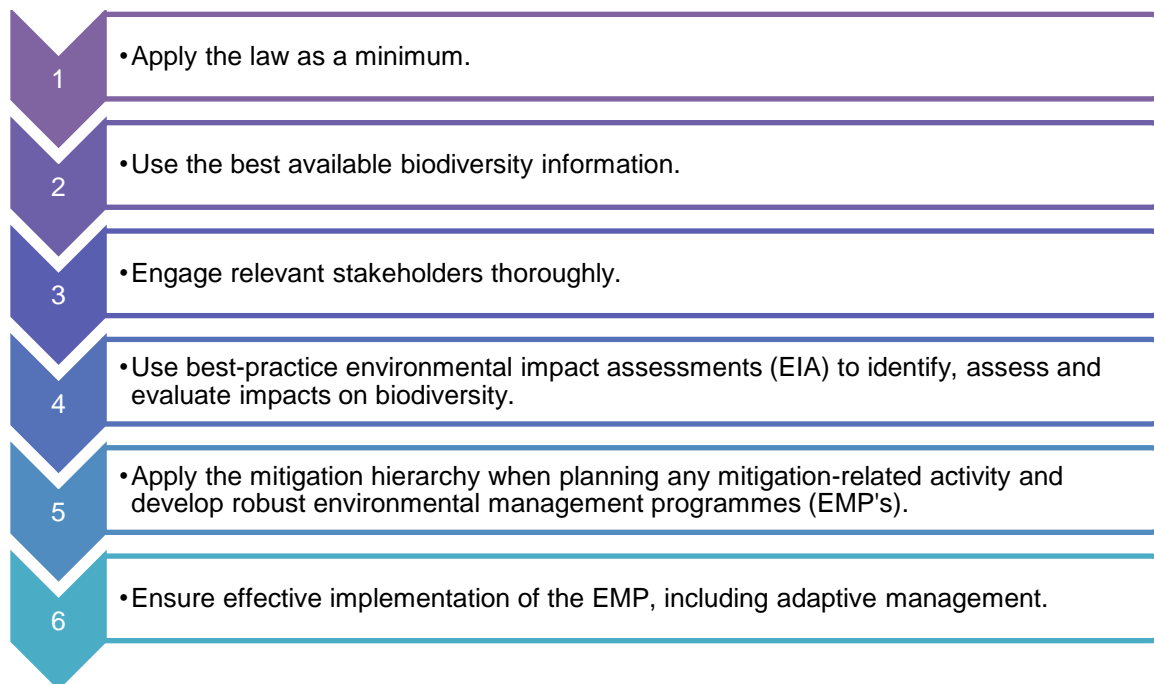 1
•Apply the law as a minimum.
2
•Use the best available biodiversity information.
3
•Engage relevant stakeholders thoroughly.
4
•Use best-practice environmental impact assessments (EIA) to identify, assess and
evaluate impacts on biodiversity.
5
•Apply the mitigation hierarchy when planning any mitigation-related activity and
develop robust environmental management programmes (EMP's).
6
•Ensure effective implementation of the EMP, including adaptive management.